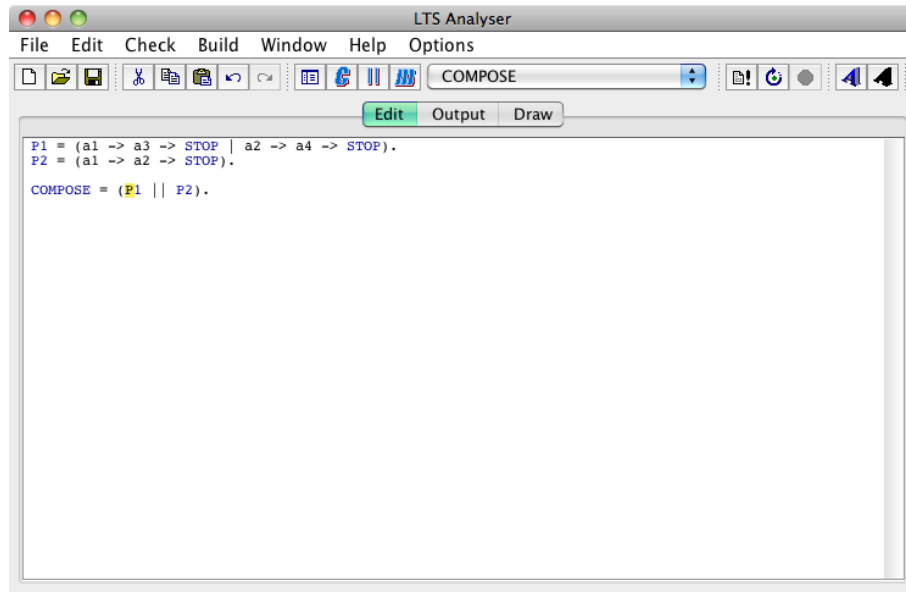 LTS Analyser
File Edit Check Build Window Help Options
COMPOSE
Edit Output Draw
P1 = (a1 -> a3 -> STOP | a2 -> a4 -> STOP).
P2 = (a1 -> a2 -> STOP).
COMPOSE = (P1 || P2).